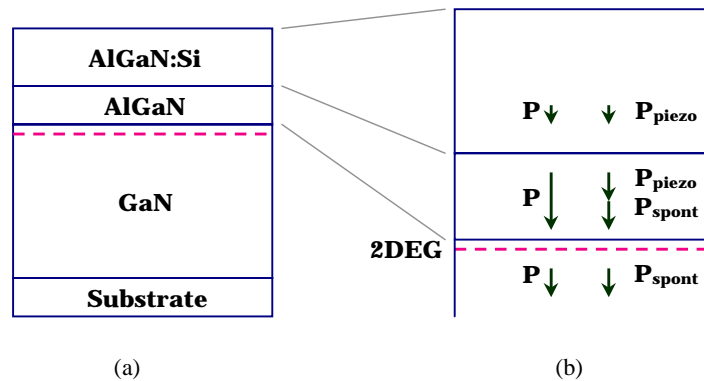 AlGaN:Si
AlGaN
GaN
Substrate
(a)
P P_piezo
P P_piezo
P_spont
2DEG
P P_spont
(b)